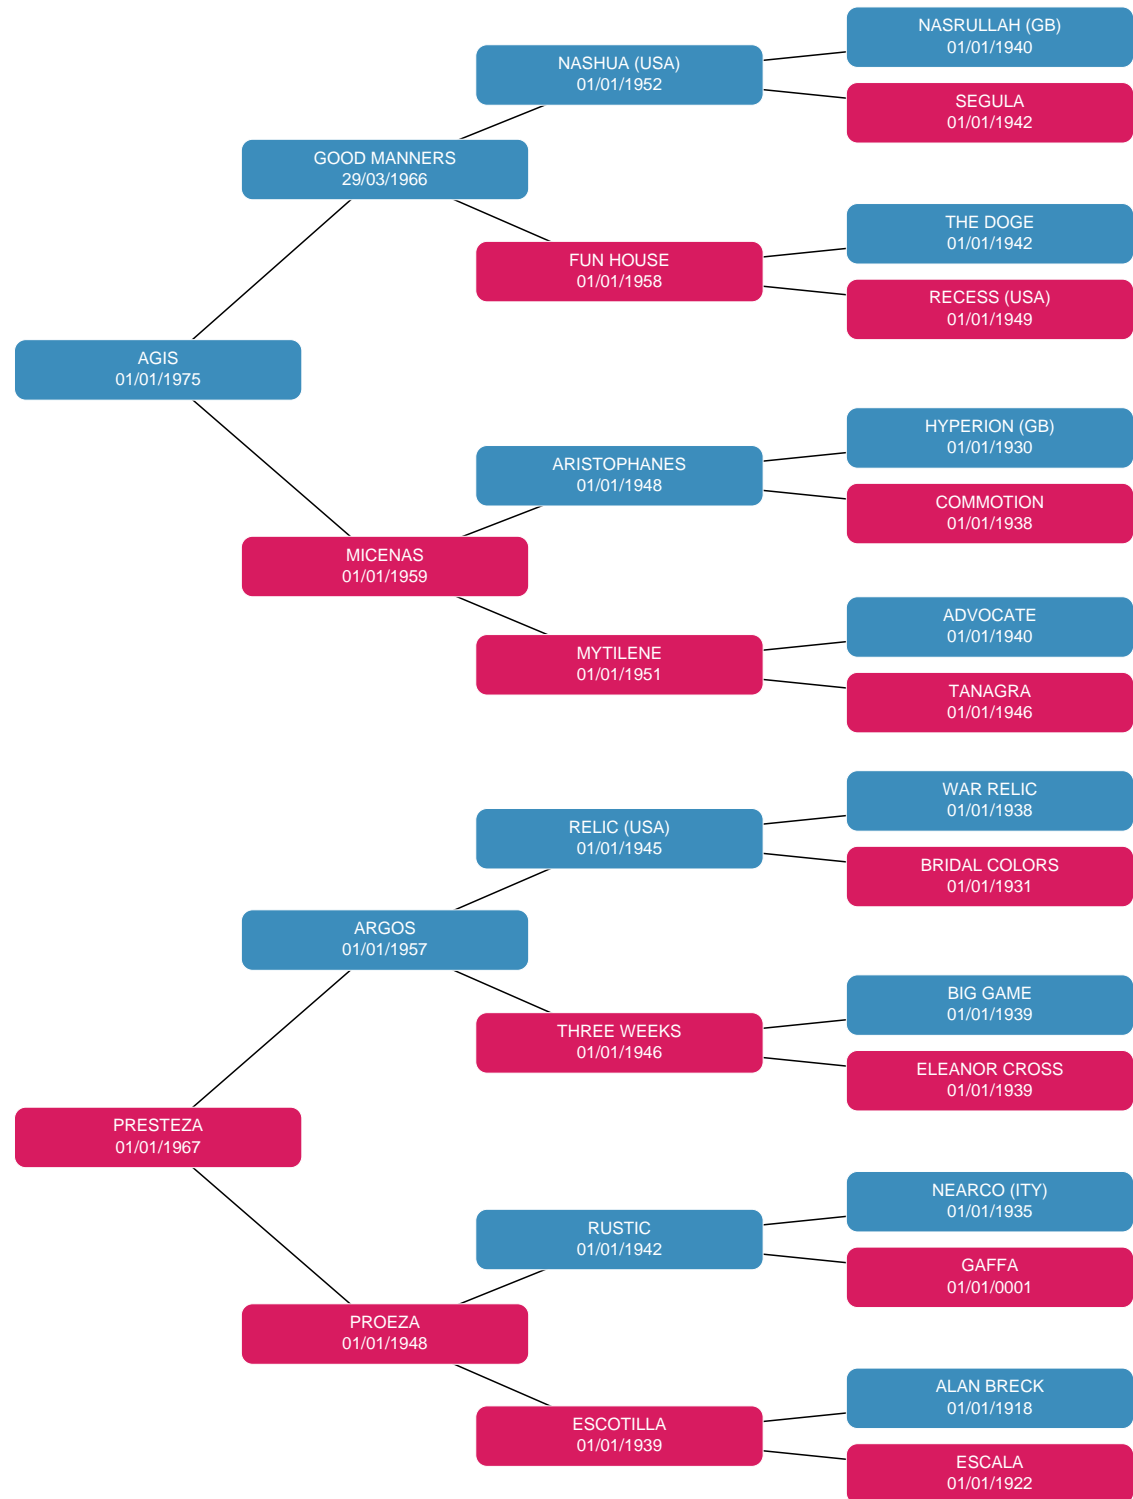 NASRULLAH (GB)
01/01/1940
NASHUA (USA)
01/01/1952
SEGULA
01/01/1942
GOOD MANNERS
29/03/1966
THE DOGE
01/01/1942
FUN HOUSE
01/01/1958
RECESS (USA)
01/01/1949
AGIS
01/01/1975
HYPERION (GB)
01/01/1930
ARISTOPHANES
01/01/1948
COMMOTION
01/01/1938
MICENAS
01/01/1959
ADVOCATE
01/01/1940
MYTILENE
01/01/1951
TANAGRA
01/01/1946
WAR RELIC
01/01/1938
RELIC (USA)
01/01/1945
BRIDAL COLORS
01/01/1931
ARGOS
01/01/1957
BIG GAME
01/01/1939
THREE WEEKS
01/01/1946
ELEANOR CROSS
01/01/1939
PRESTEZA
01/01/1967
NEARCO (ITY)
01/01/1935
RUSTIC
01/01/1942
GAFFA
01/01/0001
PROEZA
01/01/1948
ALAN BRECK
01/01/1918
ESCOTILLA
01/01/1939
ESCALA
01/01/1922